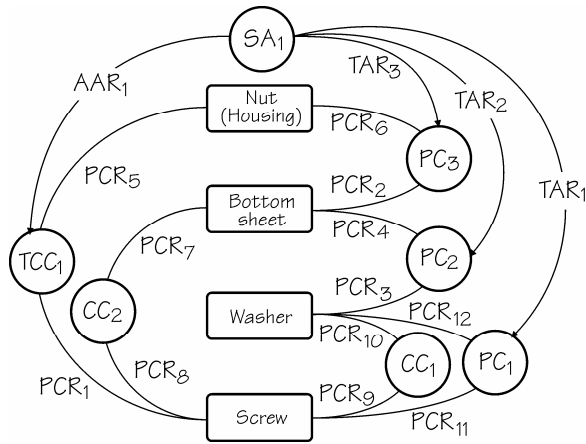 SA1
AAR1
TAR3
TAR2
TAR1
Nut
(Housing)
PCR6
PC3
PCR5
PCR2
Bottom
sheet
PCR4
PCR7
PC2
TCC1
CC2
PCR3
Washer
PCR12
PCR10
CC1
PC1
PCR1
PCR8
PCR9
Screw
PCR11